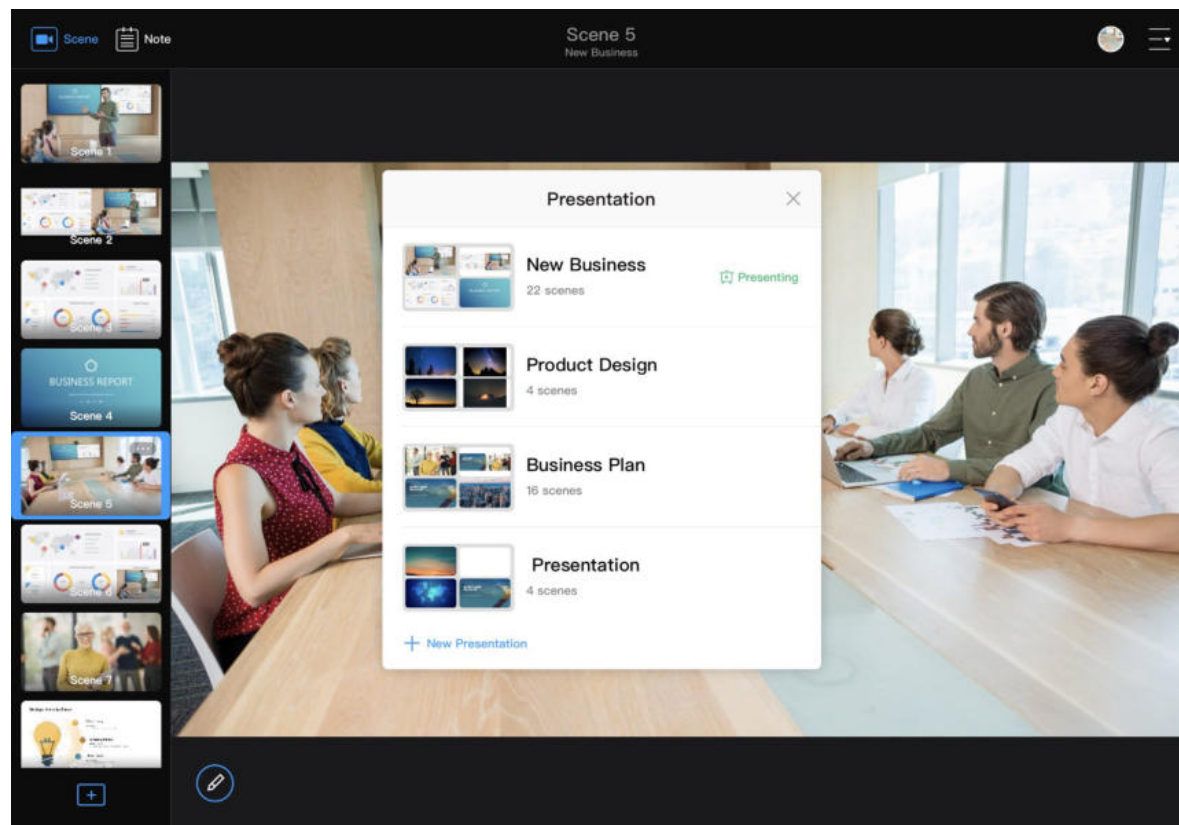 Scene
Note
Scene 5
New Business
Scene 1
Scene 2
Scene 3
BUSINESS REPORT
Scene 4
Scene 5
Scene 6
Scene 7
Presentation
New Business
22 scenes
Presenting
Product Design
4 scenes
Business Plan
16 scenes
Presentation
4 scenes
New Presentation